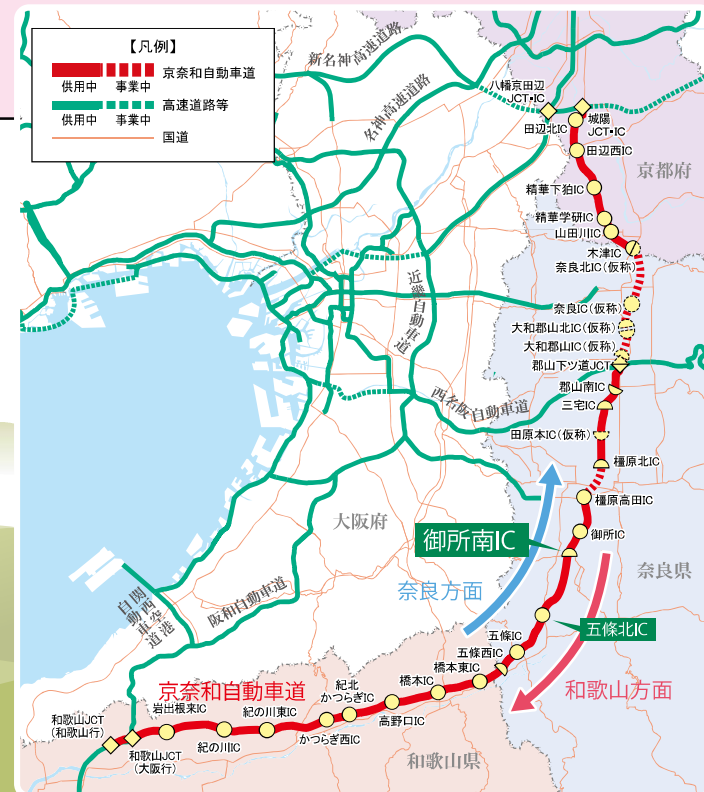 【凡例】
京奈和自動車道
供用中 事業中
高速道路等
供用中 事業中
国道
新名神高速道路
名神高速道路
八幡京田辺
JCT・IC
田辺北IC
城陽
JCT・IC
田辺西IC
京都府
精華下狛IC
精華学研IC
山田川IC
木津IC
奈良北IC(仮称)
近畿自動車道
奈良IC(仮称)
大和郡山北IC(仮称)
大和郡山IC(仮称)
郡山下ツ道JCT
西名阪自動車道
郡山南IC
三宅IC
田原本IC(仮称)
橿原北IC
橿原高田IC
大阪府
御所南IC
御所IC
奈良県
奈良方面
関西空港
自動車道
阪和自動車道
五條北IC
五條IC
五條西IC
橋本東IC
和歌山方面
京奈和自動車道
橋本IC
紀北
かつらぎIC
高野口IC
紀の川東IC
かつらぎ西IC
岩出根来IC
紀の川IC
和歌山JCT
(和歌山行)
和歌山JCT
(大阪行)
和歌山県